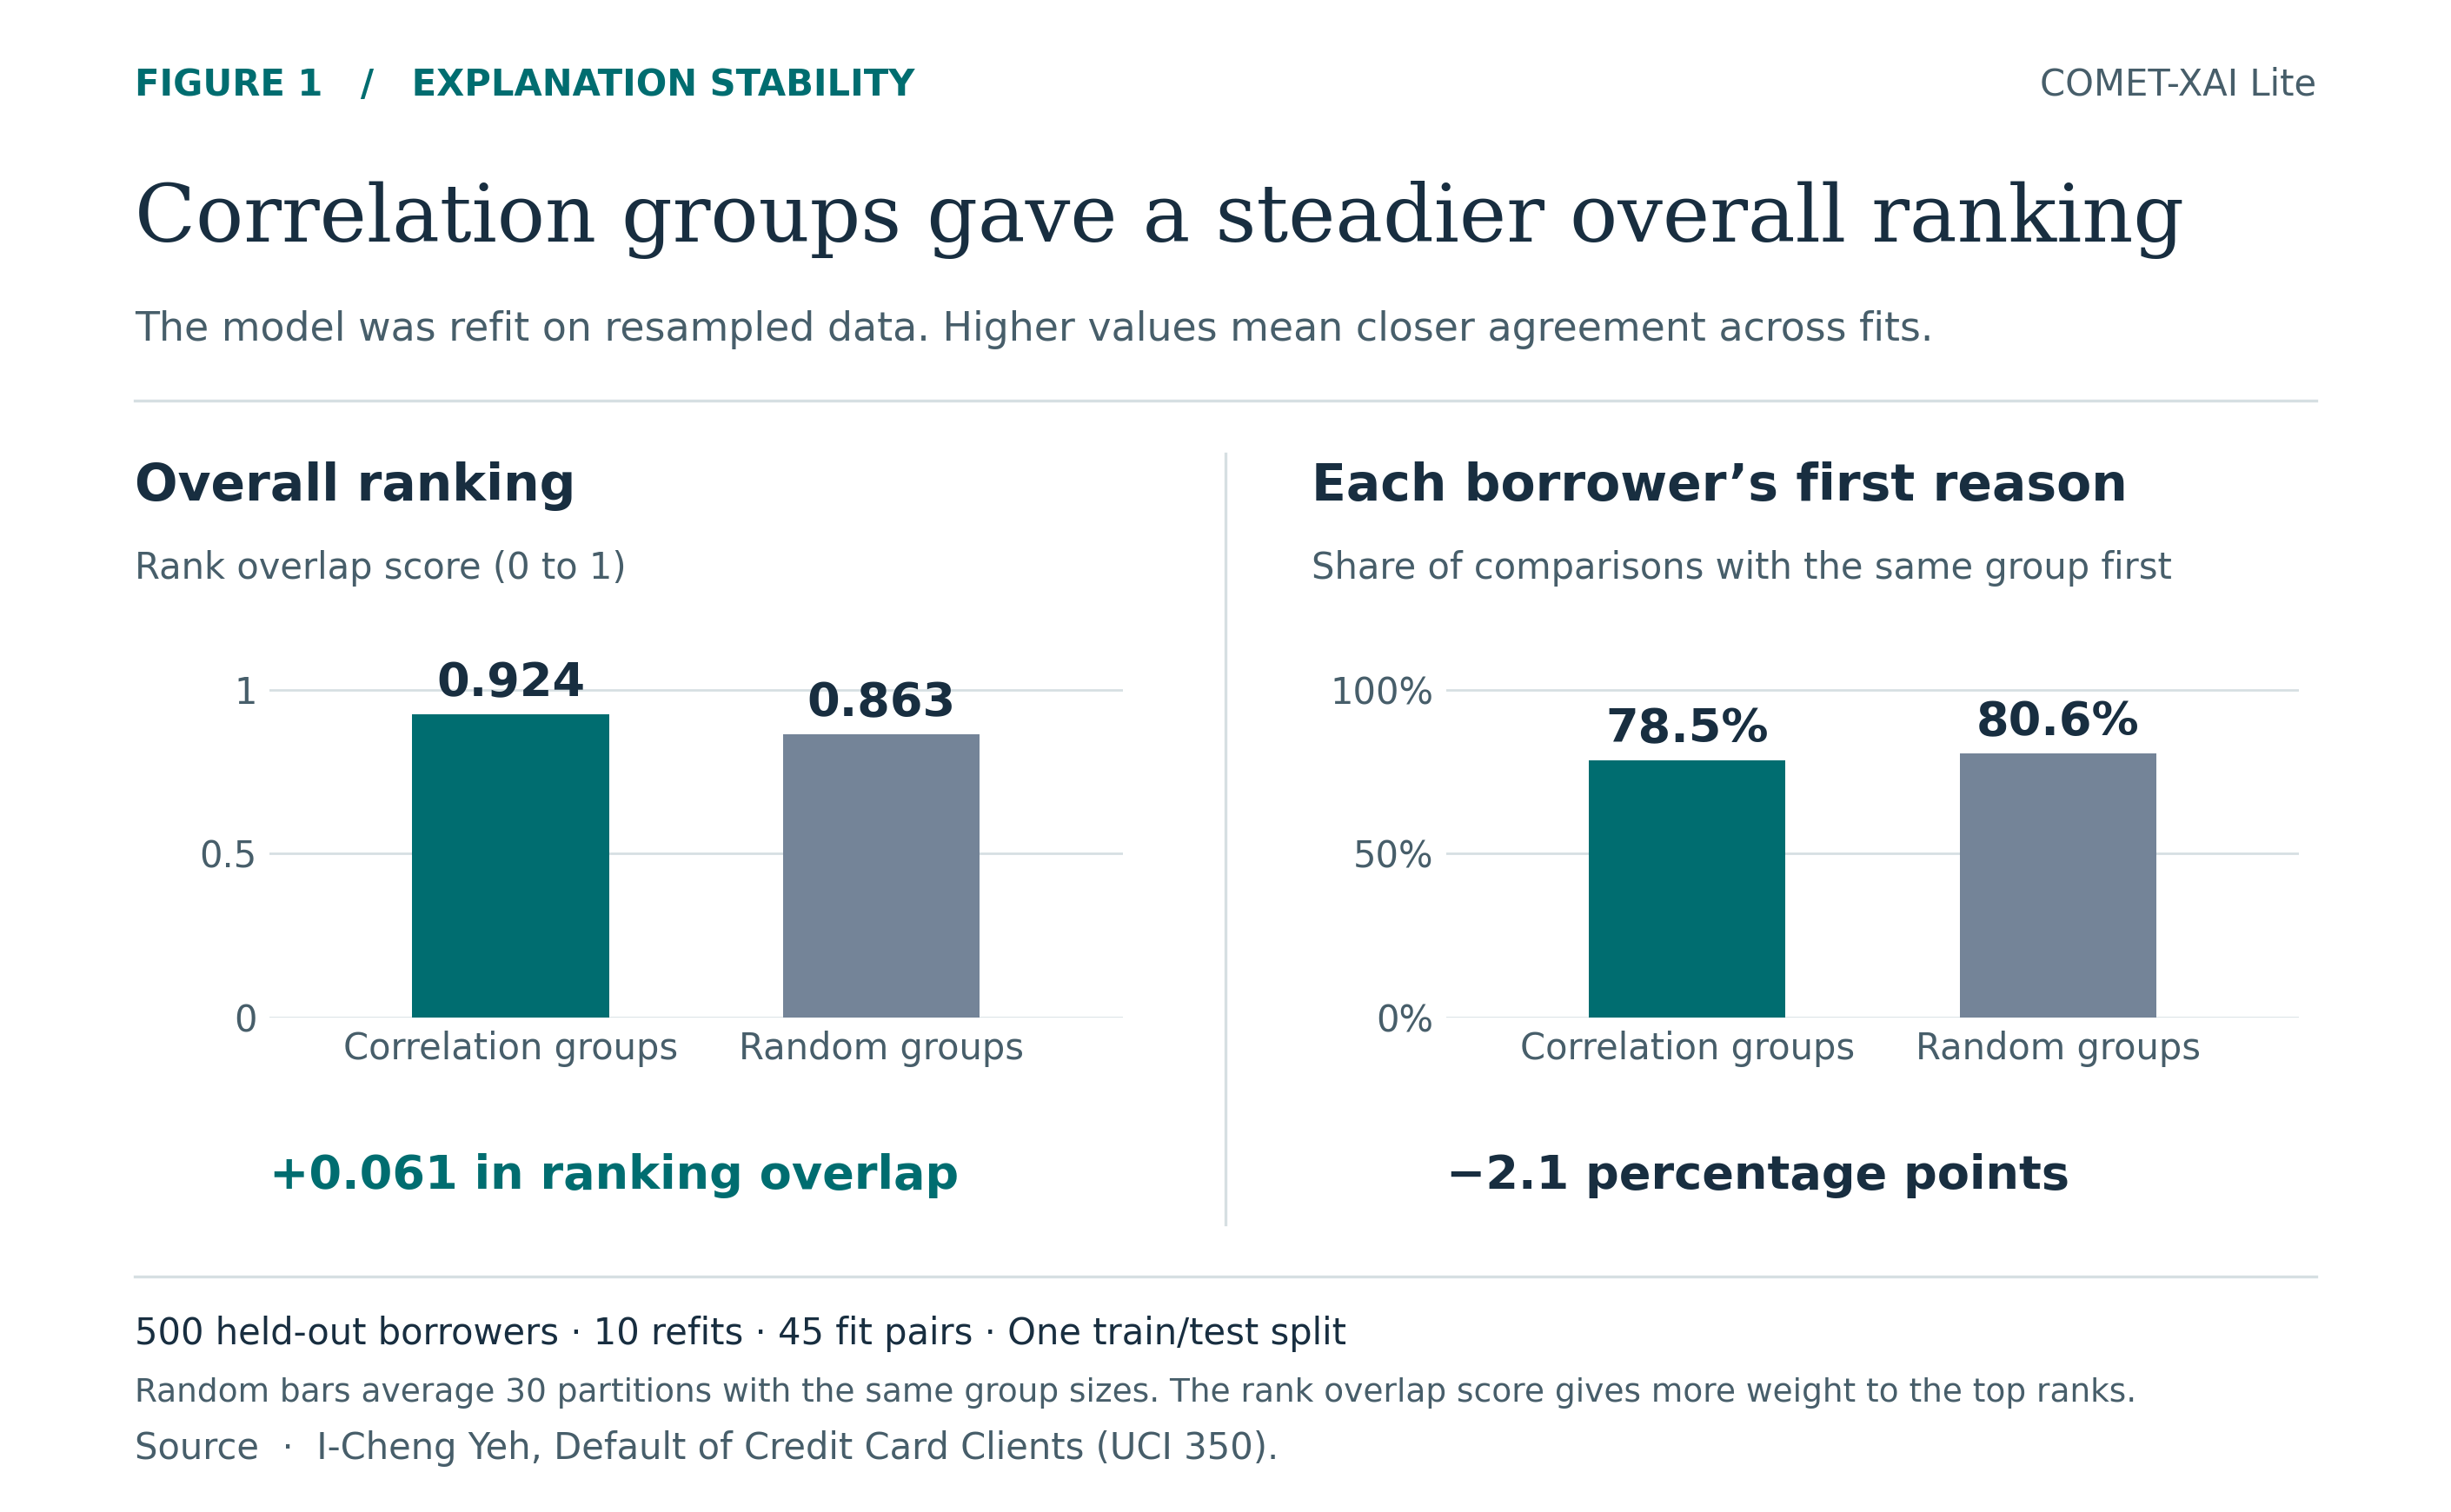 FIGURE 1 / EXPLANATION STABILITY
COMET-XAI Lite
Correlation groups gave a steadier overall ranking
The model was refit on resampled data. Higher values mean closer agreement across fits.
Overall ranking
Rank overlap score (0 to 1)
1
0.5
0
0.924
0.863
Correlation groups
Random groups
+0.061 in ranking overlap
Each borrower’s first reason
Share of comparisons with the same group first
100%
50%
0%
78.5%
80.6%
Correlation groups
Random groups
−2.1 percentage points
500 held-out borrowers · 10 refits · 45 fit pairs · One train/test split
Random bars average 30 partitions with the same group sizes. The rank overlap score gives more weight to the top ranks.
Source · I-Cheng Yeh, Default of Credit Card Clients (UCI 350).